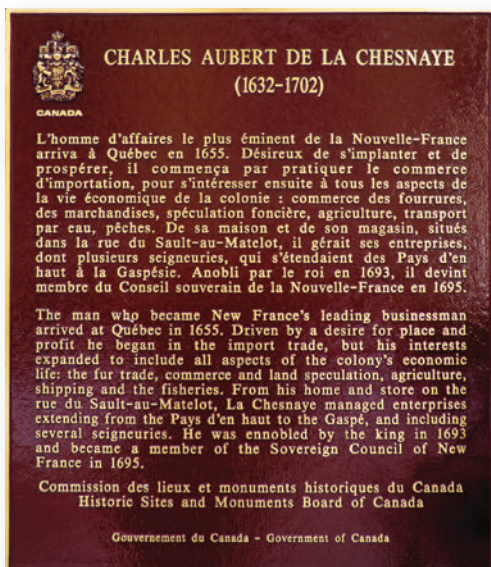 CHARLES AUBERT DE LA CHESNAYE
(1632-1702)
CANADA
L'homme d'affaires le plus éminent de la Nouvelle-France
arriva à Québec en 1655. Désireux de s'implanter et de
prospérer, il commença par pratiquer le commerce
d'importation, pour s'intéresser ensuite à tous les aspects de
la vie économique de la colonie : commerce des fourrures,
des marchandises, spéculation foncière, agriculture, transport
par eau, pêches. De sa maison et de son magasin, situés
dans la rue du Sault-au-Matelot, il gérait ses entreprises,
dont plusieurs seigneuries, qui s'étendaient des Pays d'en
haut à la Gaspésie. Anobli par le roi en 1693, il devint
membre du Conseil souverain de la Nouvelle-France en 1695.
The man who became New France's leading businessman
arrived at Québec in 1655. Driven by a desire for place and
profit he began in the import trade, but his interests
expanded to include all aspects of the colony's economic
life: the fur trade, commerce and land speculation, agriculture,
shipping and the fisheries. From his home and store on the
rue du Sault-au-Matelot, La Chesnaye managed enterprises
extending from the Pays d'en haut to the Gaspé, and including
several seigneuries. He was ennobled by the king in 1693
and became a member of the Sovereign Council of New
France in 1695.
Commission des lieux et monuments historiques du Canada
Historic Sites and Monuments Board of Canada
Gouvernement du Canada - Government of Canada